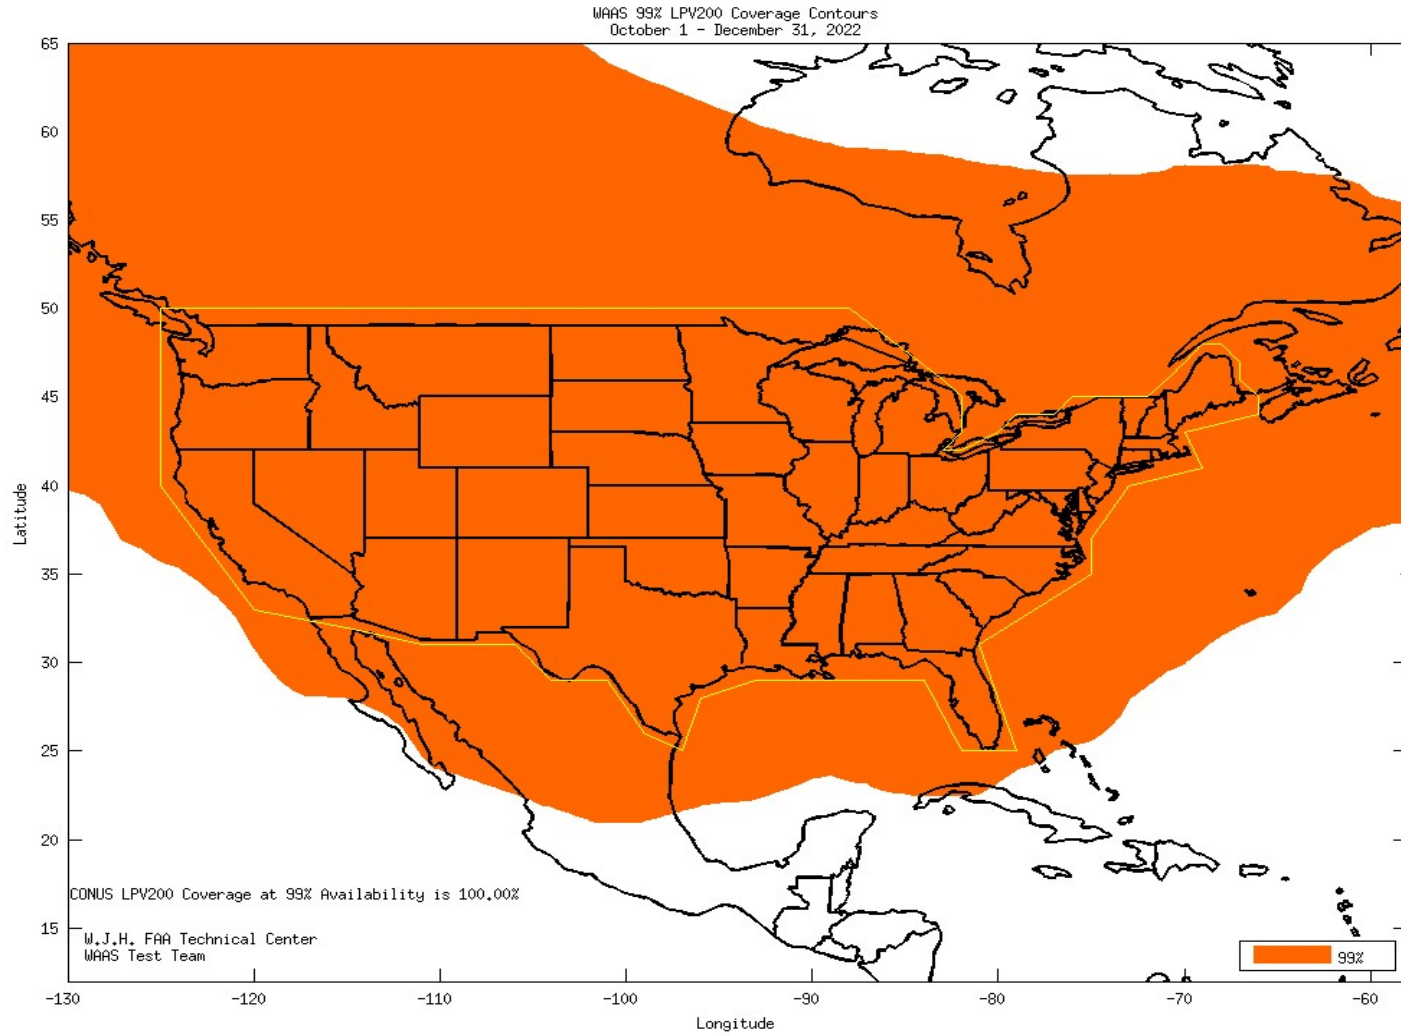 WAAS 99% LPV200 Coverage Contours
October 1 - December 31, 2022
65
60
55
50
45
40
35
30
25
20
15
Latitude
CONUS LPV200 Coverage at 99% Availability is 100.00%
W.J.H. FAA Technical Center
WAAS Test Team
99%
-130 -120 -110 -100 -90 -80 -70 -60
Longitude